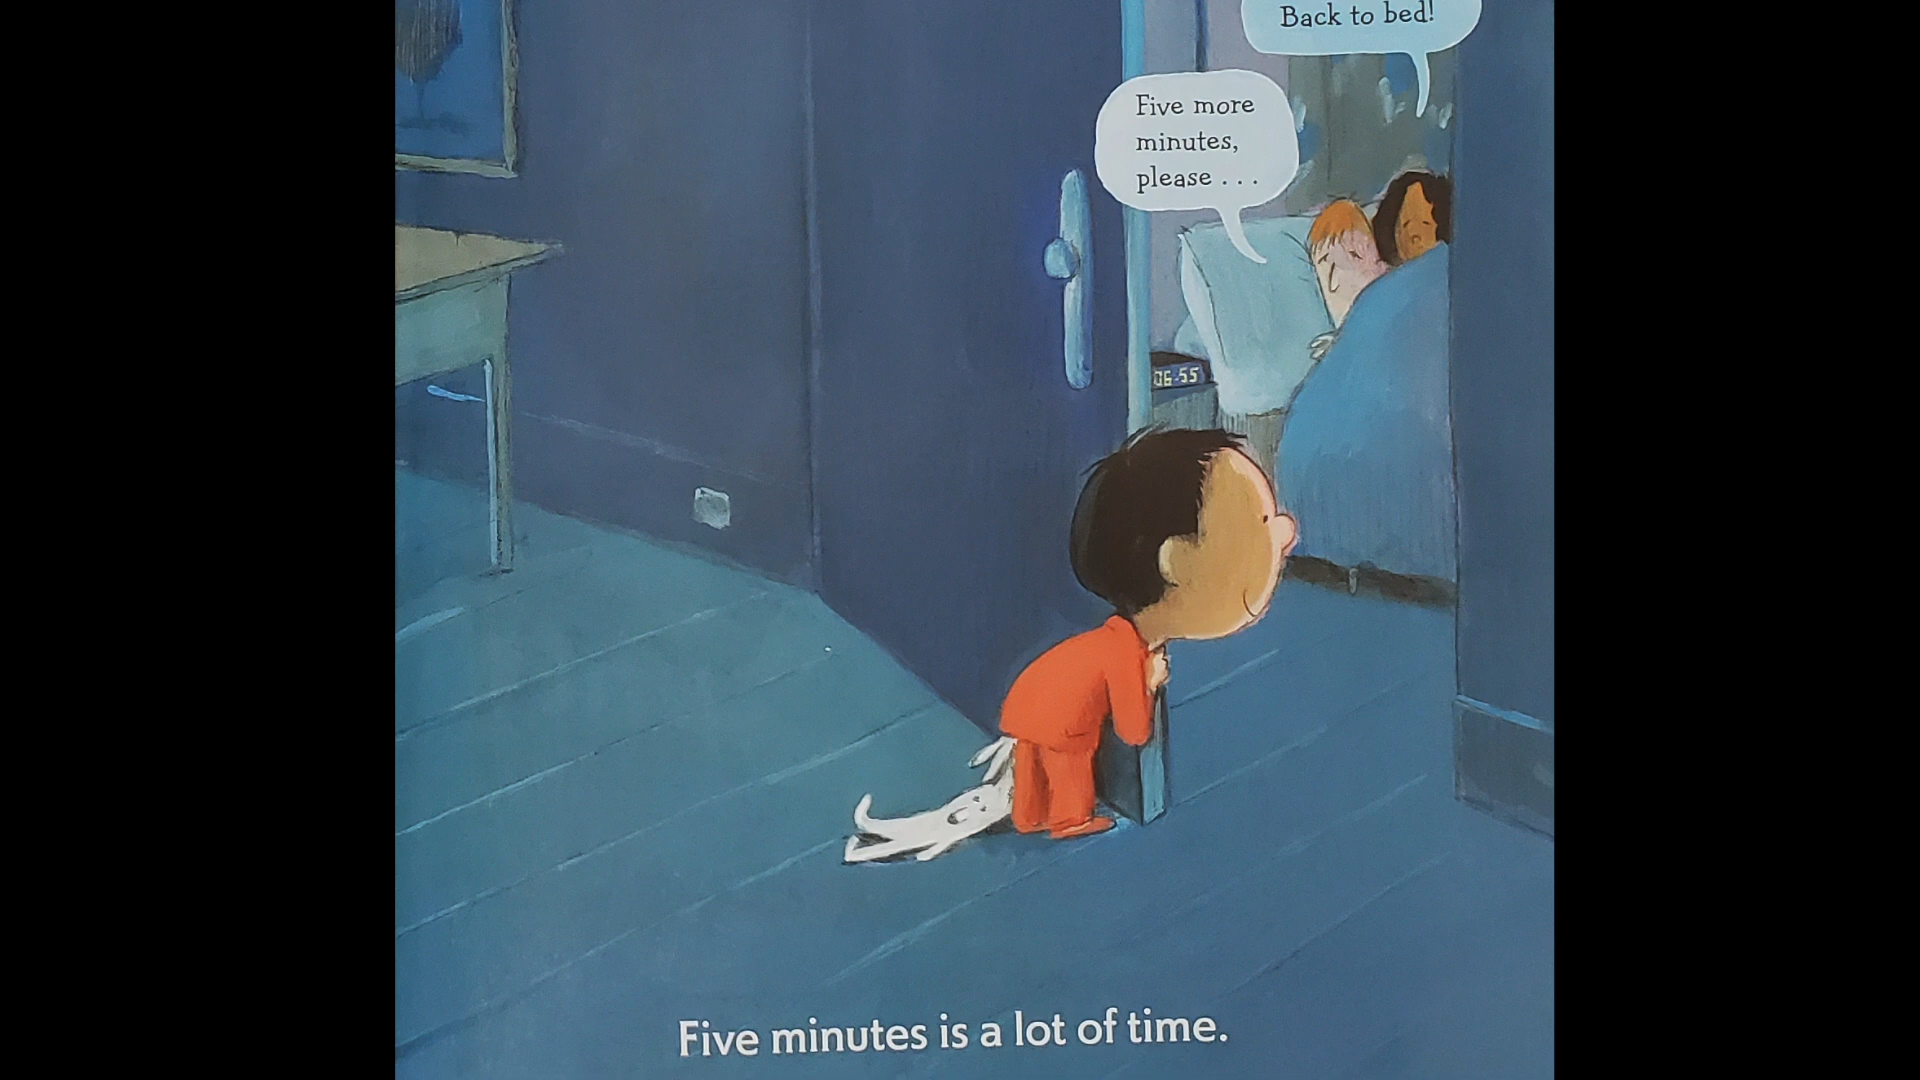 Back to bed!
Five more
minutes,
please . . .
06-55
Five minutes is a lot of time.